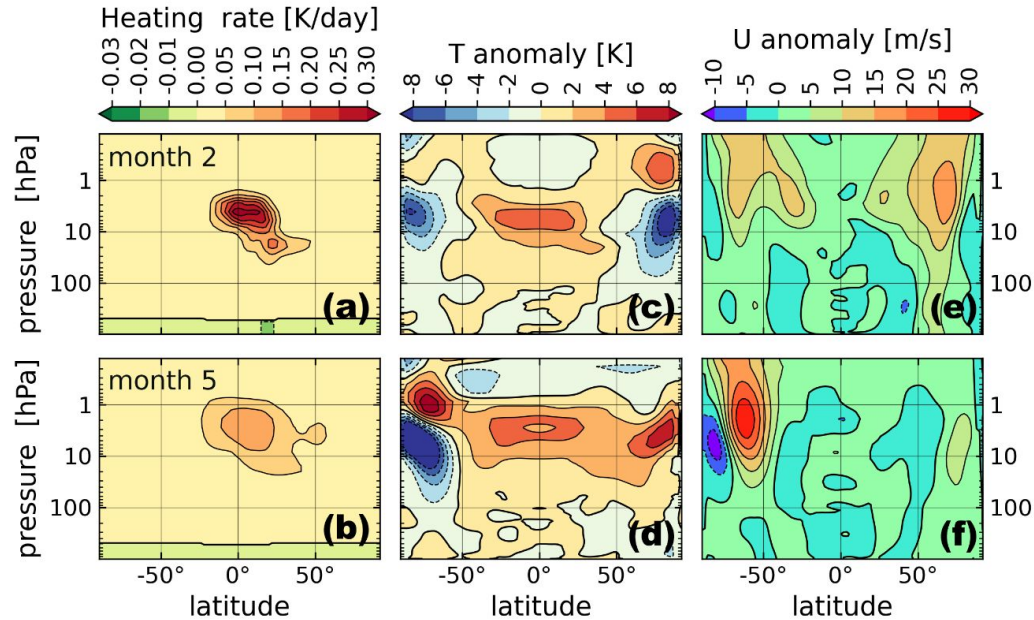 Heating rate [K/day]
-0.03 -0.02 -0.01 0.00 0.10 0.15 0.20 0.25 0.30
T anomaly [K]
-8 -6 -4 -2 0 2 4 6 8
U anomaly [m/s]
-10 -5 0 5 10 15 20 30
month 2
pressure [hPa]
1
10
100
(a)
(c)
(e)
1
10
100
month 5
pressure [hPa]
1
10
100
(b)
(d)
(f)
1
10
100
-50° 0° 50°
-50° 0° 50°
-50° 0° 50°
latitude
latitude
latitude